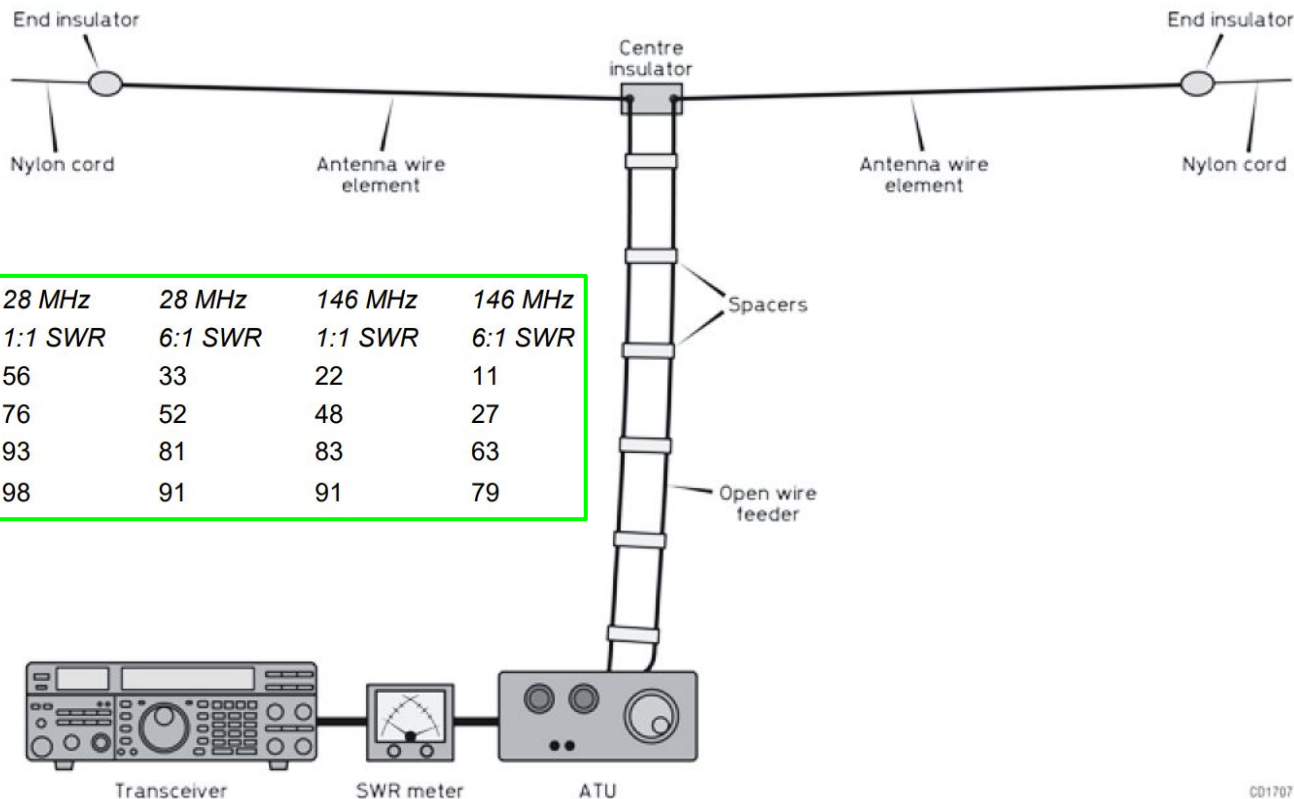 End insulator
End insulator
Centre
insulator
Nylon cord
Antenna wire
element
Antenna wire
element
Nylon cord
28 MHz 28 MHz 146 MHz 146 MHz
1:1 SWR 6:1 SWR 1:1 SWR 6:1 SWR
56 33 22 11
76 52 48 27
93 81 83 63
98 91 91 79
Spacers
Open wire
feeder
Transceiver
SWR meter
ATU
CD1707